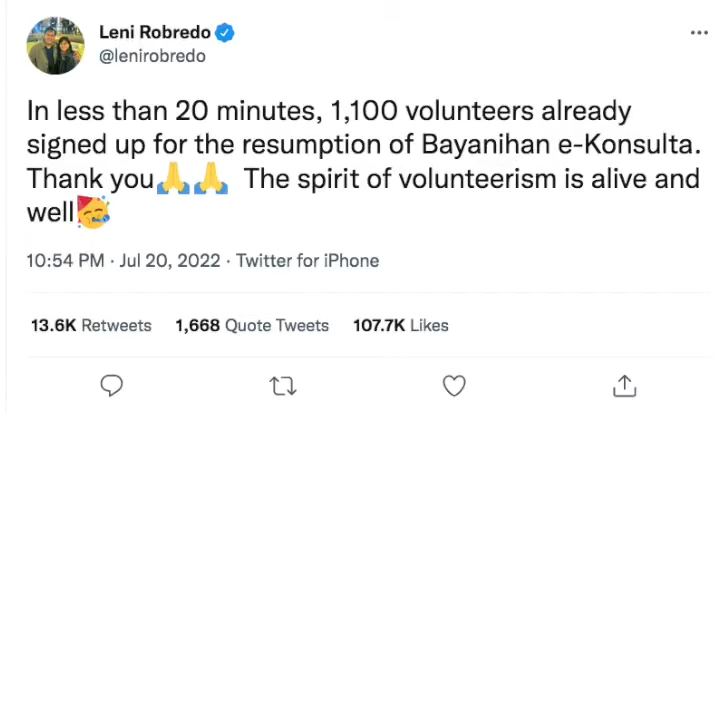 Leni Robredo
@lenirobredo
In less than 20 minutes, 1,100 volunteers already
signed up for the resumption of Bayanihan e-Konsulta.
Thank you🙏🙏 The spirit of volunteerism is alive and
well🥳
10:54 PM · Jul 20, 2022 · Twitter for iPhone
13.6K Retweets 1,668 Quote Tweets 107.7K Likes